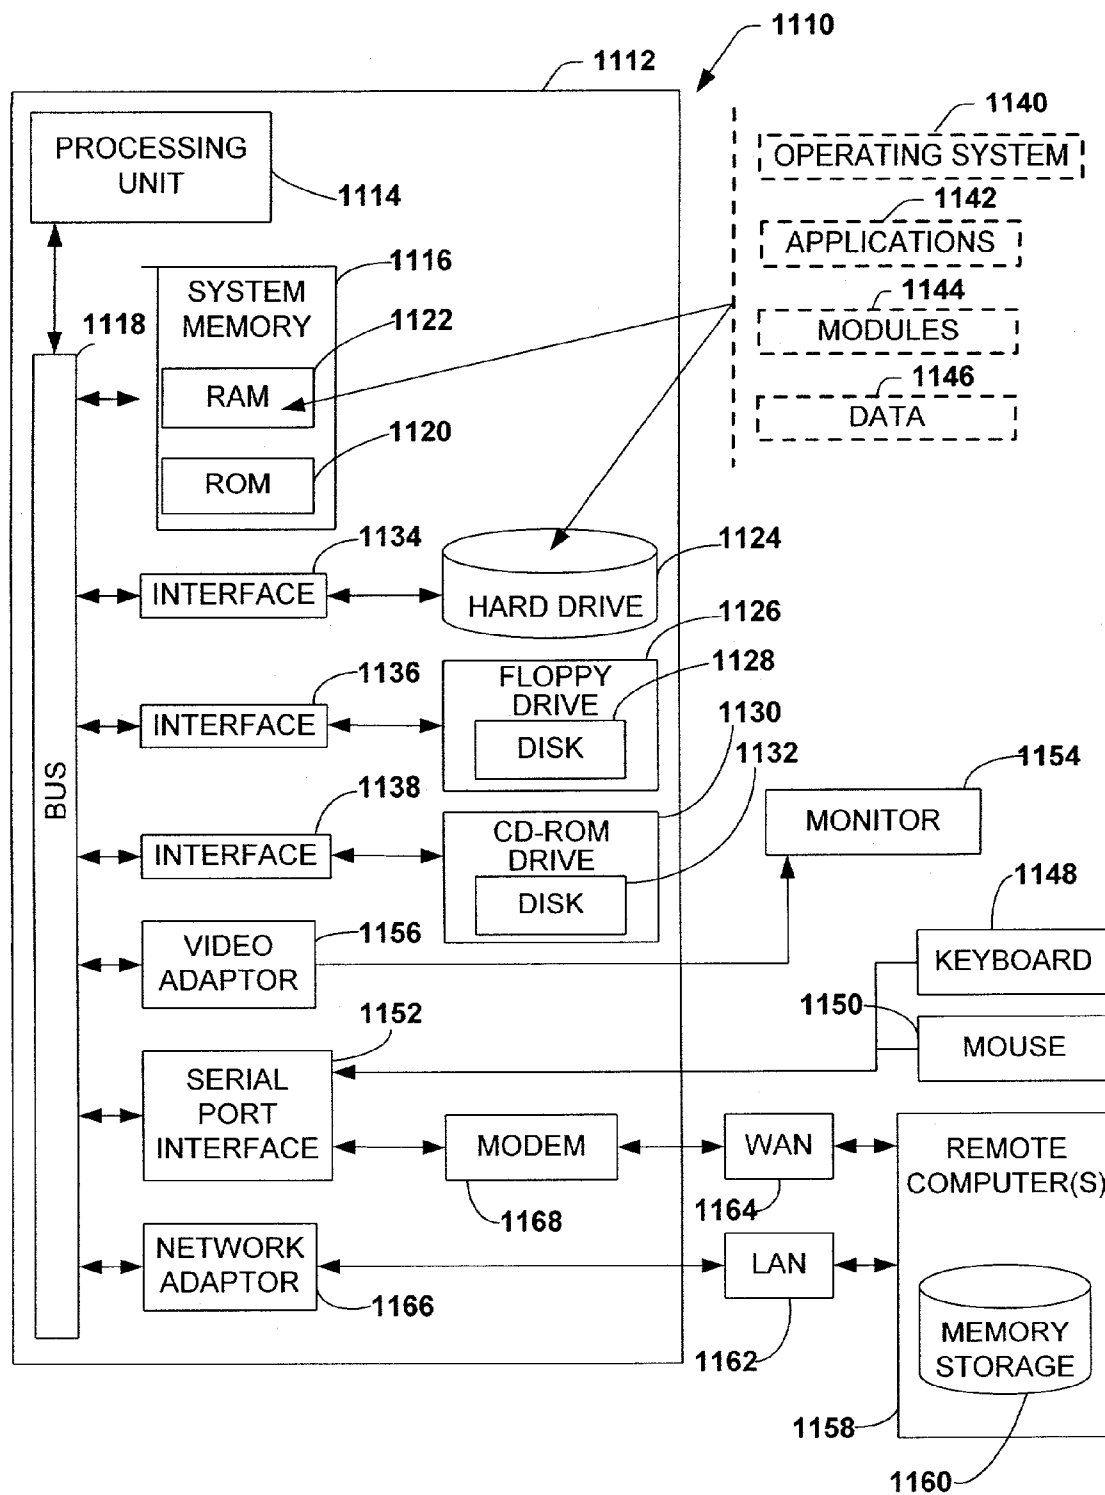 1110
1112
PROCESSING
UNIT
1114
1140
OPERATING SYSTEM
1142
APPLICATIONS
1144
MODULES
1146
DATA
1116
SYSTEM
MEMORY
1118
1122
RAM
1120
ROM
1134
INTERFACE
1124
HARD DRIVE
1126
1136
INTERFACE
FLOPPY
DRIVE
1128
DISK
1130
1132
BUS
1138
INTERFACE
CD-ROM
DRIVE
DISK
1154
MONITOR
1156
VIDEO
ADAPTOR
1148
KEYBOARD
1150
MOUSE
1152
SERIAL
PORT
INTERFACE
MODEM
1168
WAN
1164
REMOTE
COMPUTER(S)
NETWORK
ADAPTOR
1166
LAN
1162
MEMORY
STORAGE
1158
1160